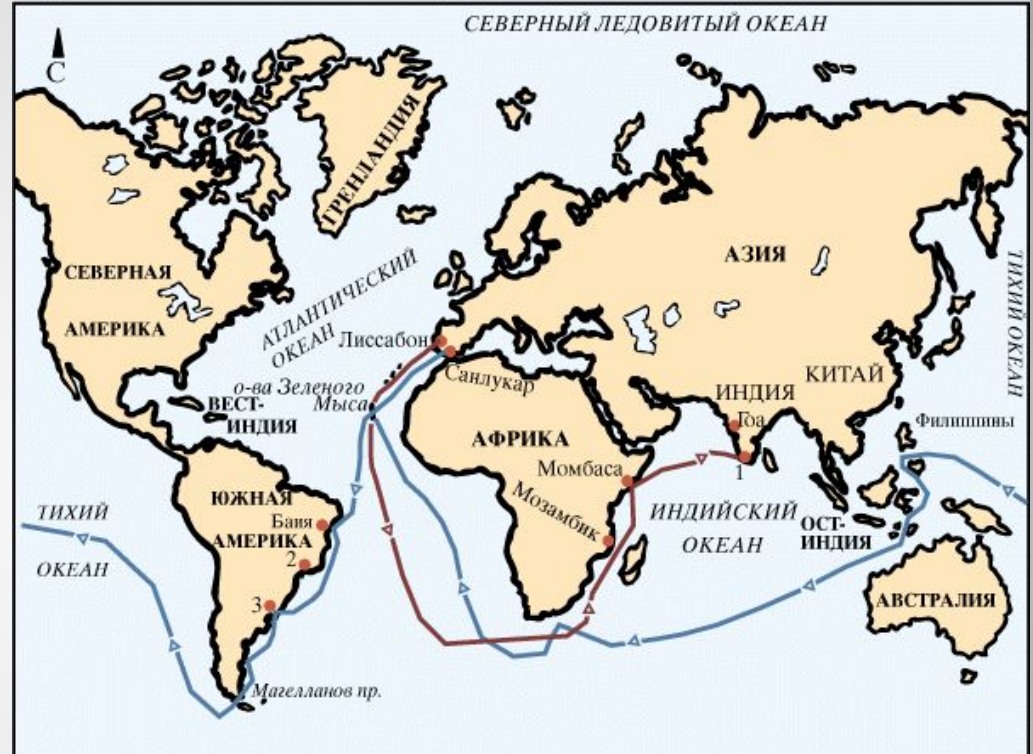 СЕВЕРНЫЙ ЛЕДОВИТЫЙ ОКЕАН
С
ГРЕНЛАНДИЯ
СЕВЕРНАЯ
АМЕРИКА
АЗИЯ
ТИХИЙ ОКЕАН
АТЛАНТИЧЕСКИЙ
ОКЕАН
Лиссабон
Санлукар
о-ва Зеленого
Мыса
ВЕСТ-
ИНДИЯ
КИТАЙ
ИНДИЯ
Гоа
1
Филиппины
АФРИКА
Момбаса
Мозамбик
ИНДИЙСКИЙ
ОКЕАН
ОСТ-
ИНДИЯ
ЮЖНАЯ
Баия
АМЕРИКА
2
3
ТИХИЙ
ОКЕАН
АВСТРАЛИЯ
Магелланов пр.